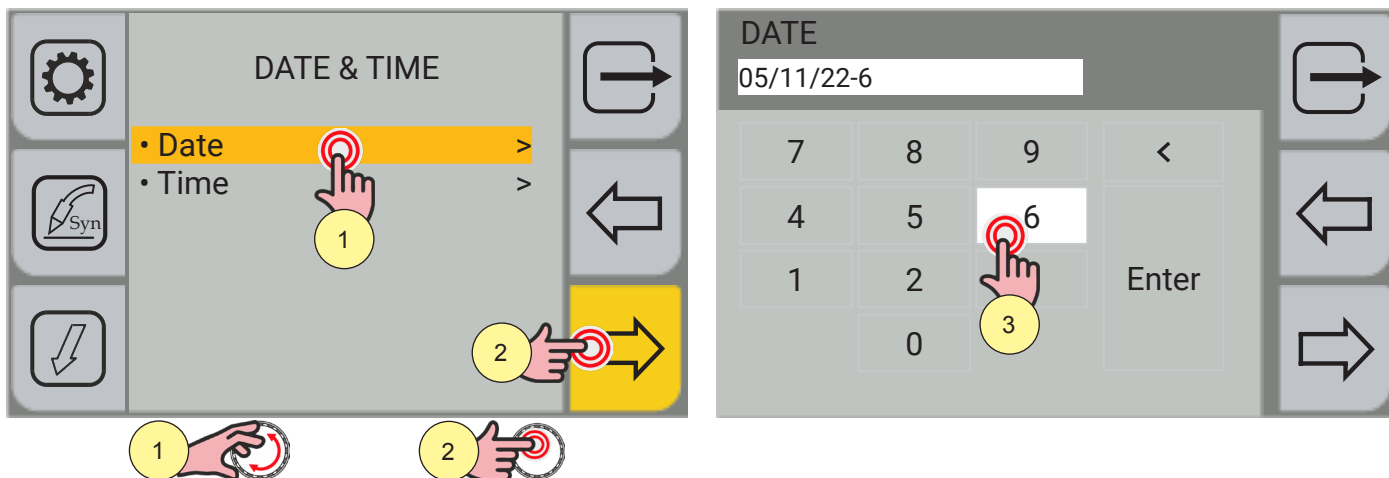 DATE & TIME
• Date >
• Time >
Syn
1
2
1
2
DATE
05/11/22-6
7 8 9 <
4 5 6
1 2 Enter
0
3